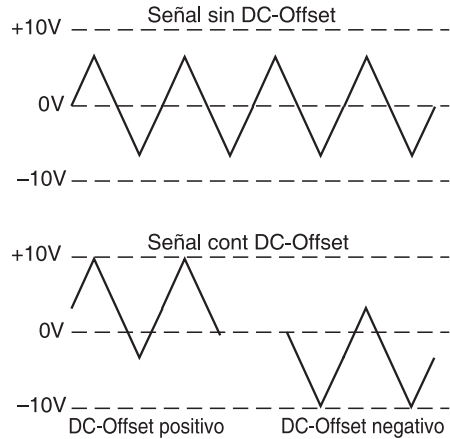 Señal sin DC-Offset
+10V
0V
–10V
Señal cont DC-Offset
+10V
0V
–10V
DC-Offset positivo
DC-Offset negativo